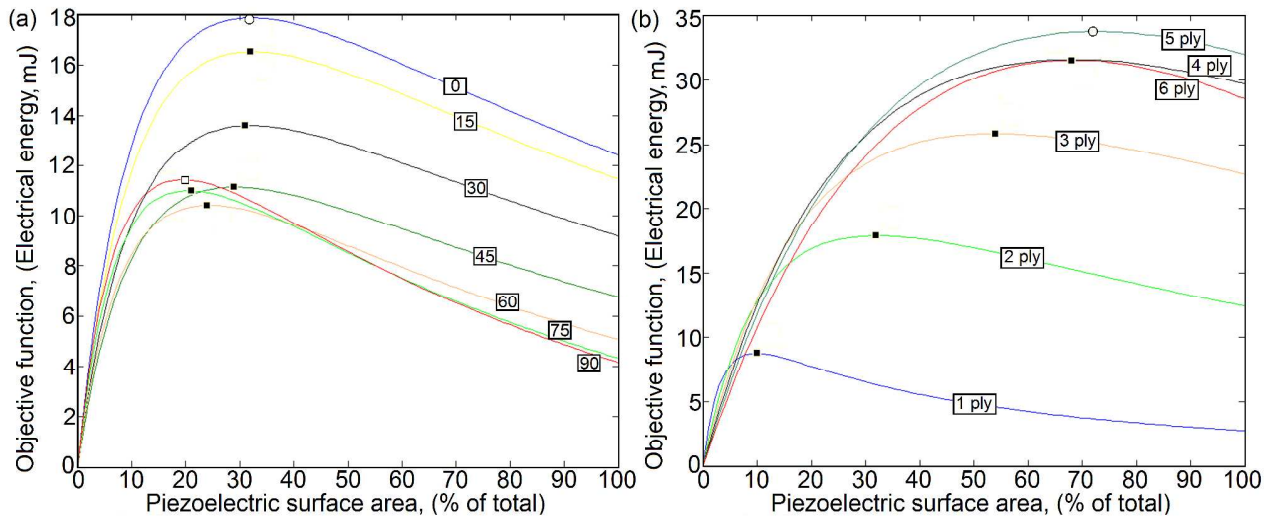 (a)
Objective function, (Electrical energy, mJ)
18
16
14
12
10
8
6
4
2
0
0
15
30
45
60
75
90
0 10 20 30 40 50 60 70 80 90 100
Piezoelectric surface area, (% of total)
(b)
Objective function, (Electrical energy, mJ)
35
30
25
20
15
10
5
0
5 ply
4 ply
6 ply
3 ply
2 ply
1 ply
0 10 20 30 40 50 60 70 80 90 100
Piezoelectric surface area, (% of total)